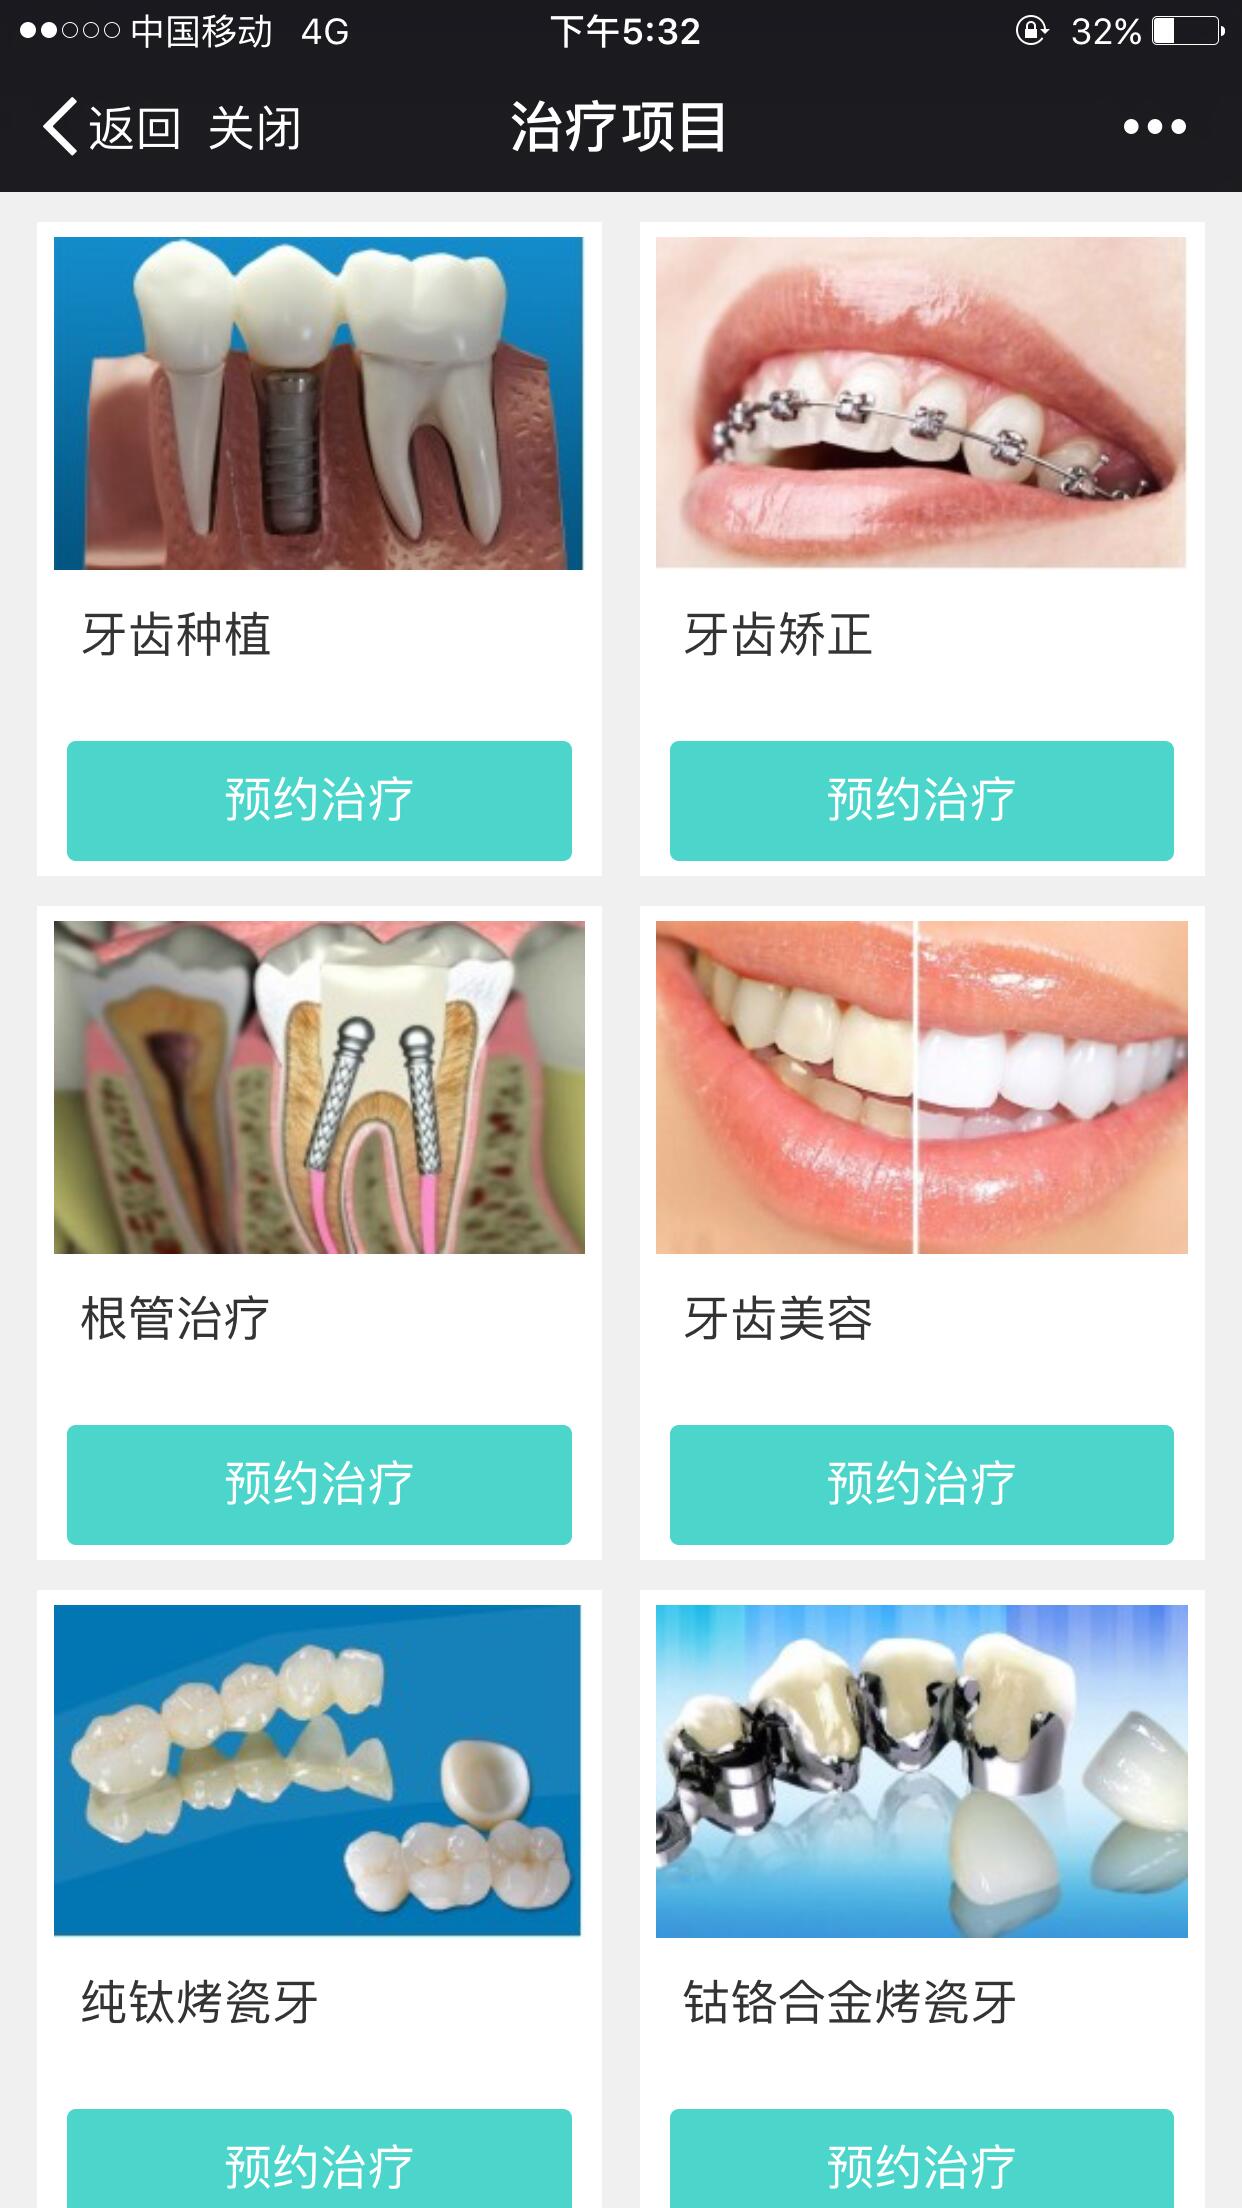 中国移动 4G 下午5:32 32%
返回 关闭 治疗项目
牙齿种植 牙齿矫正
预约治疗 预约治疗
根管治疗 牙齿美容
预约治疗 预约治疗
纯钛烤瓷牙 钴铬合金烤瓷牙
预约治疗 预约治疗